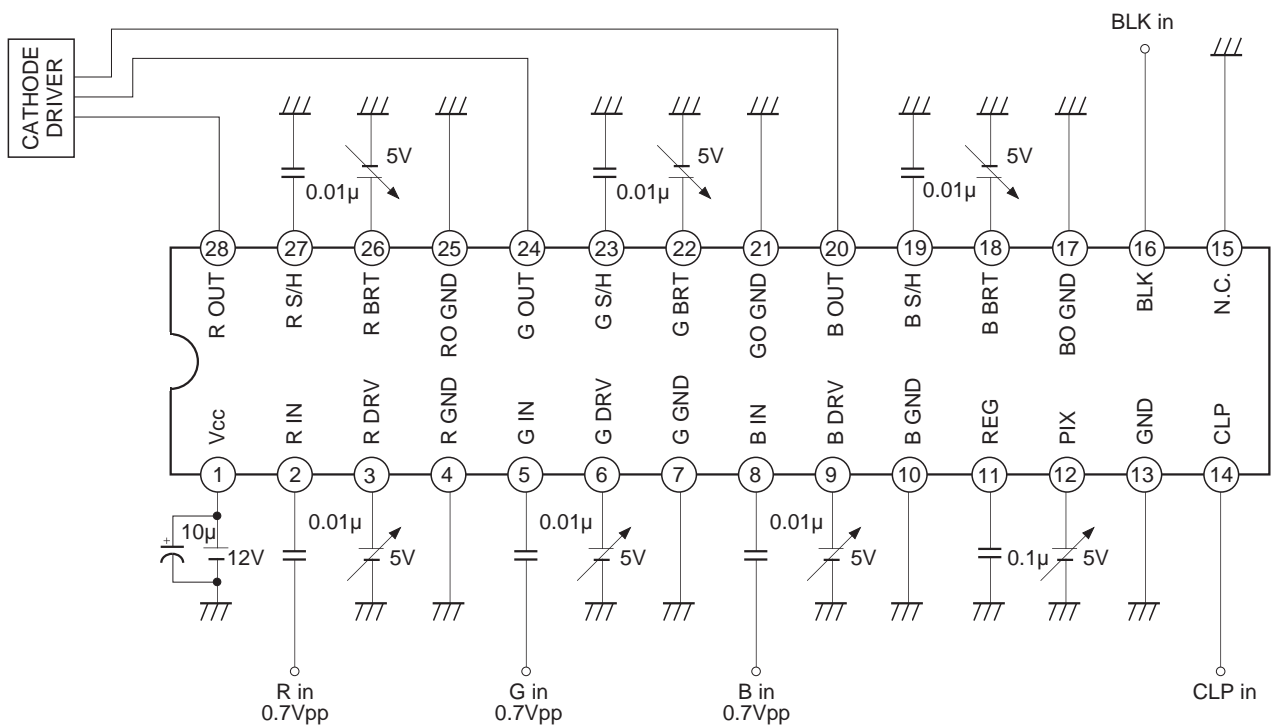 BLK in
CATHODE
DRIVER
5V
5V
5V
0.01µ
0.01µ
0.01µ
28
27
26
25
24
23
22
21
20
19
18
17
16
15
R OUT
R S/H
R BRT
RO GND
G OUT
G S/H
G BRT
GO GND
B OUT
B S/H
B BRT
BO GND
BLK
N.C.
Vcc
R IN
R DRV
R GND
G IN
G DRV
G GND
B IN
B DRV
B GND
REG
PIX
GND
CLP
1
2
3
4
5
6
7
8
9
10
11
12
13
14
+
10µ
12V
0.01µ
5V
0.01µ
5V
0.01µ
5V
0.1µ
5V
R in
0.7Vpp
G in
0.7Vpp
B in
0.7Vpp
CLP in